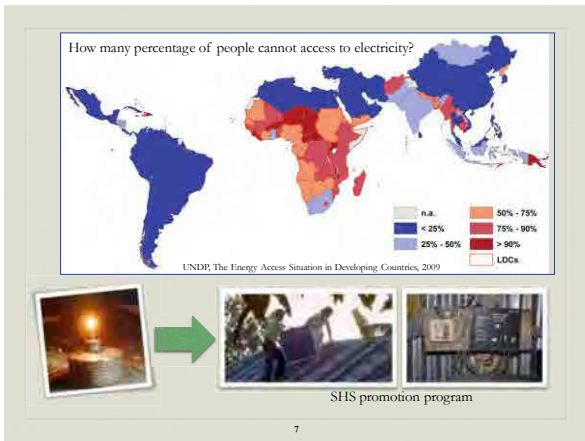 How many percentage of people cannot access to electricity?
n.a.
< 25%
25% - 50%
50% - 75%
75% - 90%
> 90%
LDCs
UNDP, The Energy Access Situation in Developing Countries, 2009
SHS promotion program
7